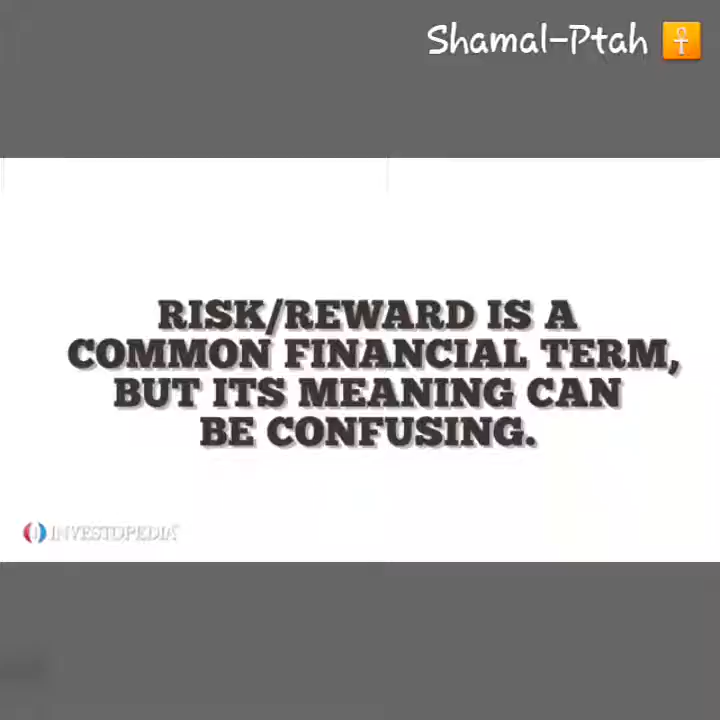 Shamal-Ptah ☥
RISK/REWARD IS A
COMMON FINANCIAL TERM,
BUT ITS MEANING CAN
BE CONFUSING.
INVESTOPEDIA